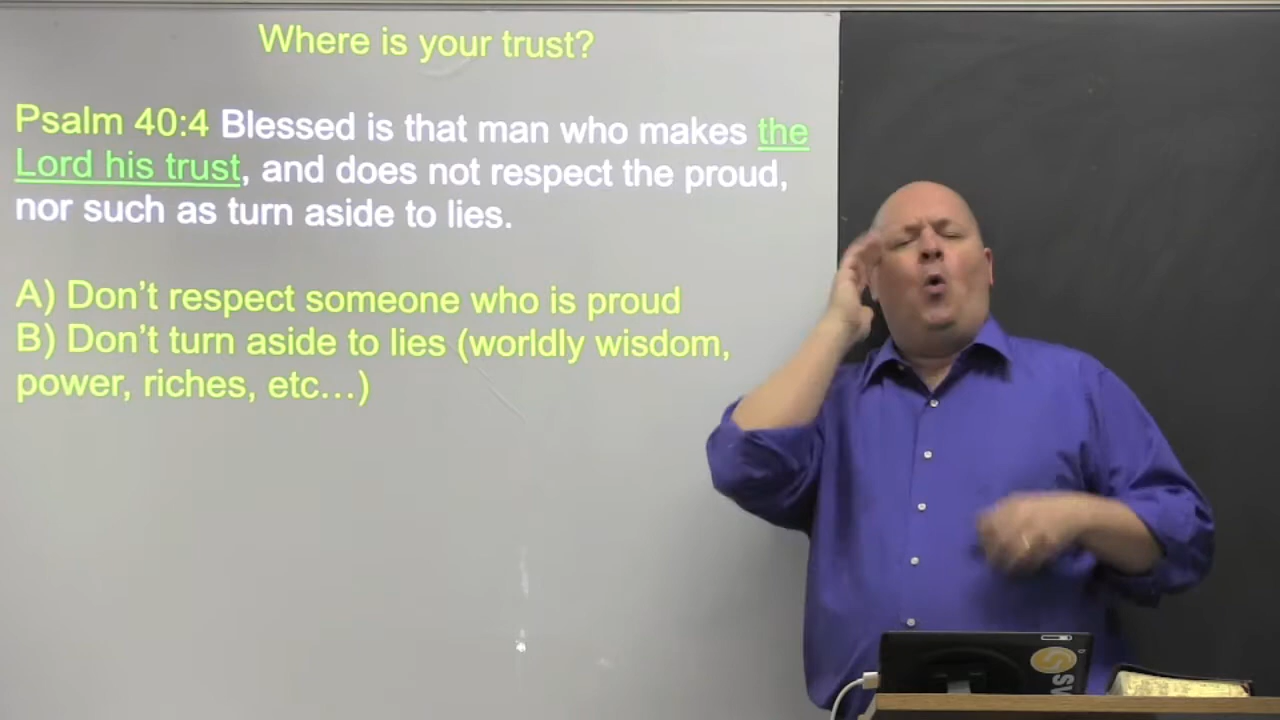 Where is your trust?
Psalm 40:4 Blessed is that man who makes the
Lord his trust, and does not respect the proud,
nor such as turn aside to lies.
A) Don't respect someone who is proud
B) Don't turn aside to lies (worldly wisdom,
power, riches, etc...)
S SV